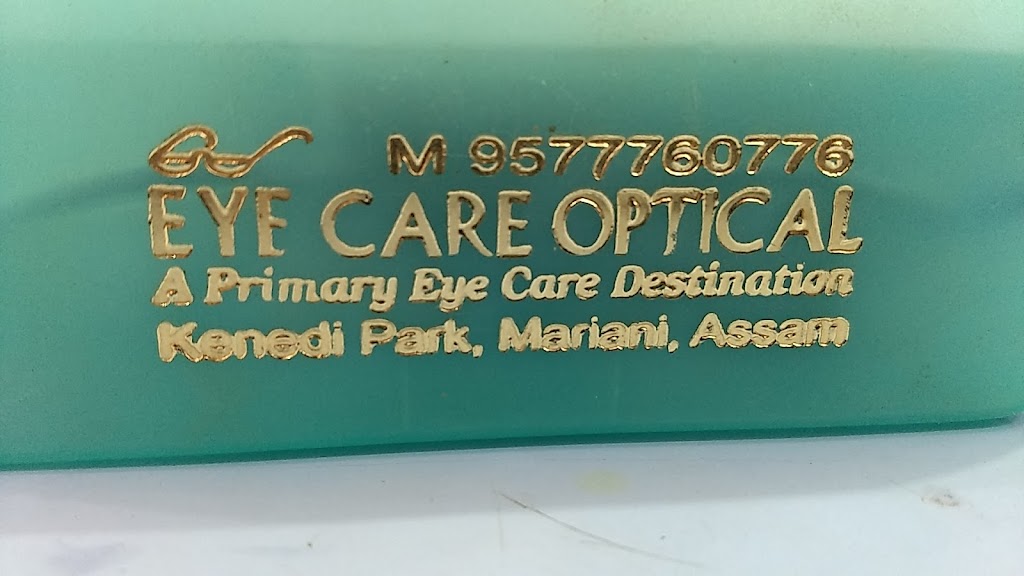 M 9577760776
EYE CARE OPTICAL
A Primary Eye Care Destination
Kenedi Park, Mariani, Assam